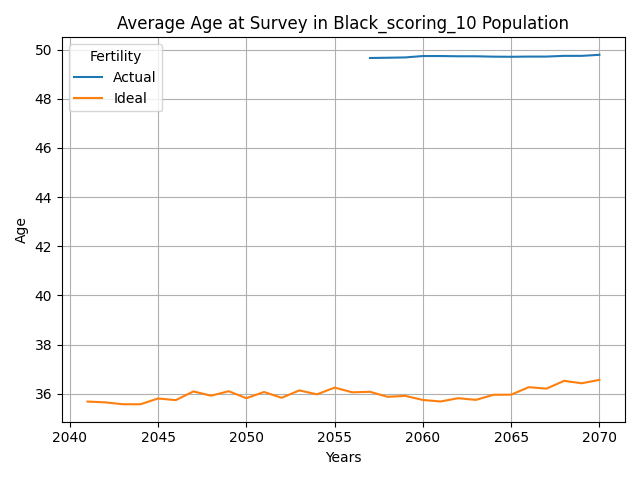 Average Age at Survey in Black_scoring_10 Population
Fertility
Actual
Ideal
50
48
46
44
42
40
38
36
Age
2040 2045 2050 2055 2060 2065 2070
Years